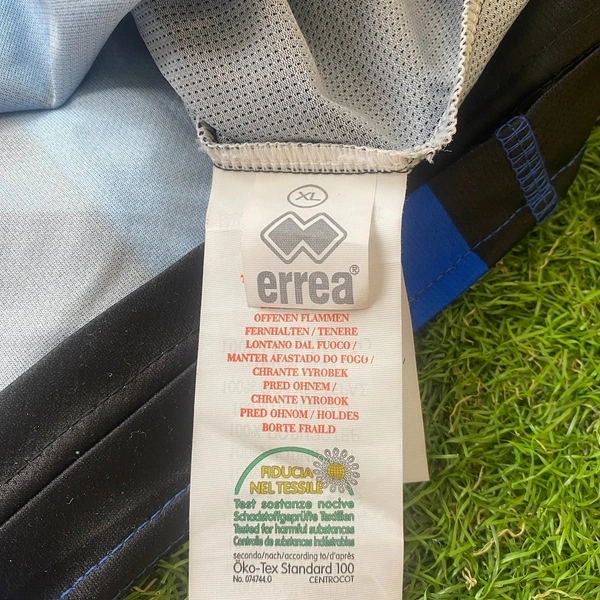 XL
errea®
OFFENEN FLAMMEN
FERNHALTEN / TENERE
LONTANO DAL FUOCO /
MANTER AFASTADO DO FOGO /
CHRANTE VYROBEK
PRED OHNEM /
CHRANTE VYROBOK
PRED OHNOM / HOLDES
BORTE FRAILD
FIDUCIA
NEL TESSILE
Test sostanze nocive
Schadstoffgeprüfte Textilien
Tested for harmful substances
Controlle de substances indésirables
secondo/nach/according to/d'après
Öko-Tex Standard 100
No. 074744.0 CENTROCOT